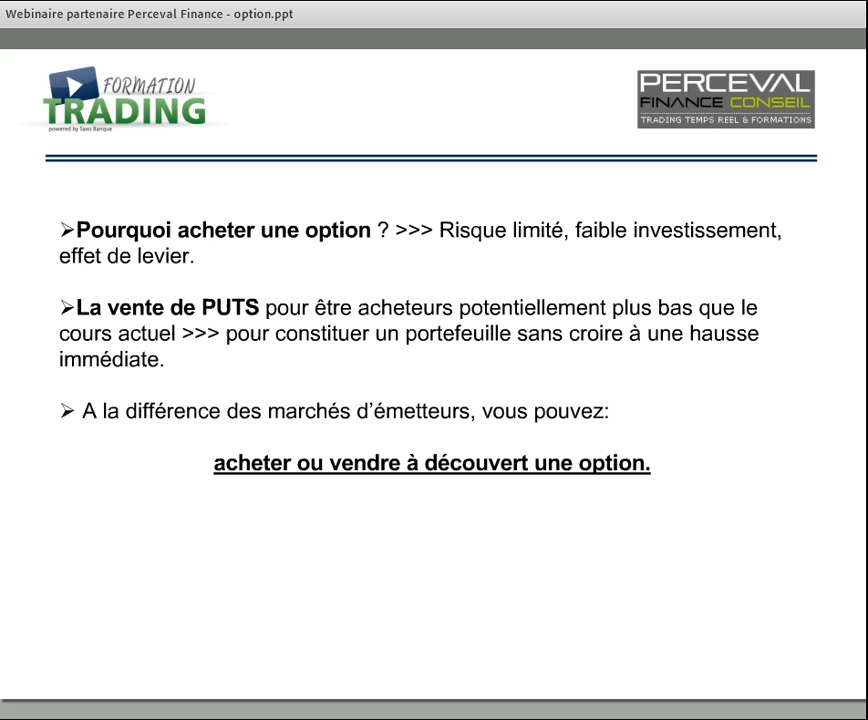 Webinaire partenaire Perceval Finance - option.ppt
FORMATION
TRADING
powered by Saxo Banque
PERCEVAL
FINANCE CONSEIL
TRADING TEMPS REEL & FORMATIONS
➢Pourquoi acheter une option ? >>> Risque limité, faible investissement,
effet de levier.
➢La vente de PUTS pour être acheteurs potentiellement plus bas que le
cours actuel >>> pour constituer un portefeuille sans croire à une hausse
immédiate.
➢ A la différence des marchés d’émetteurs, vous pouvez:
acheter ou vendre à découvert une option.